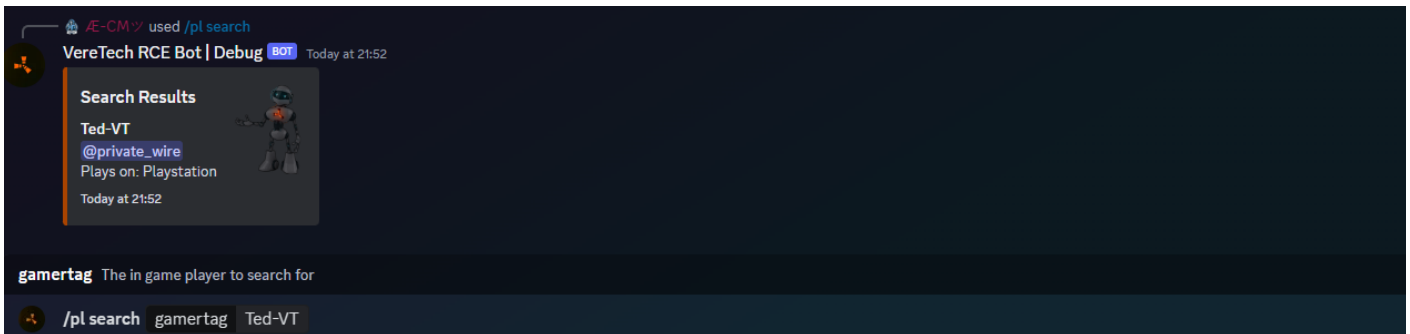 Æ-CMツ used /pl search
VereTech RCE Bot | Debug BOT Today at 21:52
Search Results
Ted-VT
@private_wire
Plays on: Playstation
Today at 21:52
gamertag The in game player to search for
/pl search gamertag Ted-VT